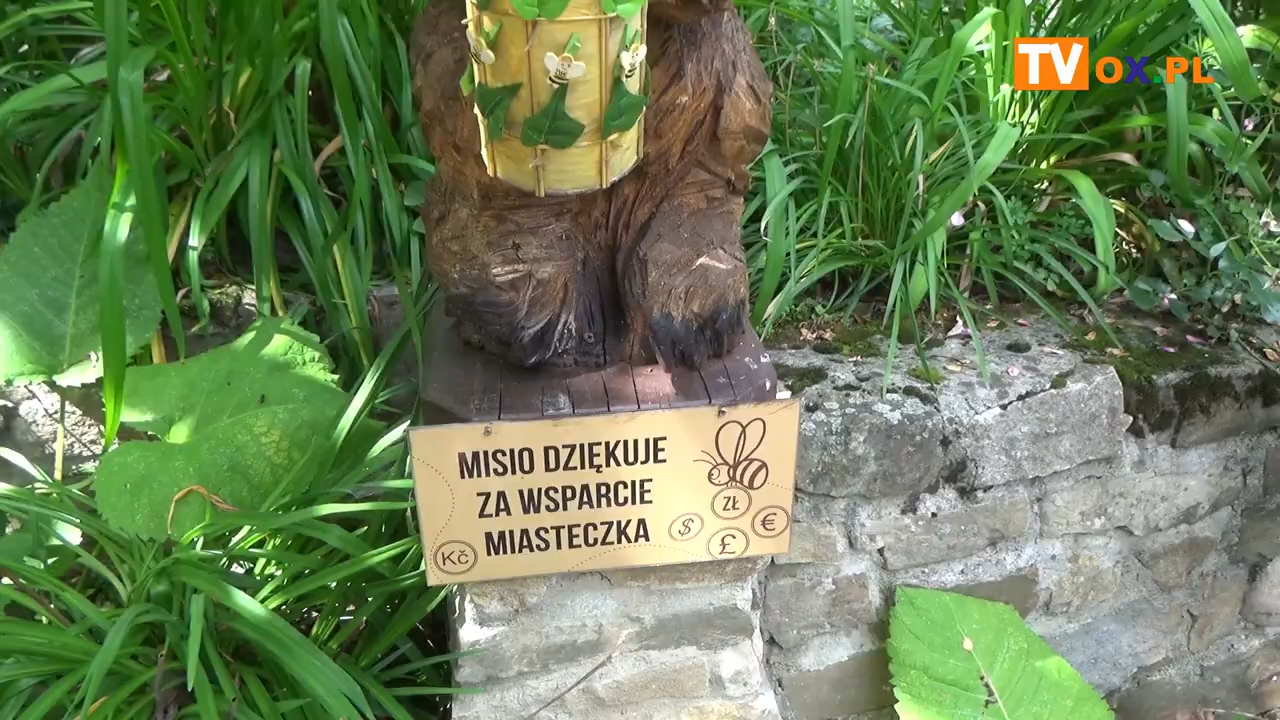 TVOX.PL
MISIO DZIĘKUJE
ZA WSPARCIE
MIASTECZKA
ZŁ
$
€
£
Kč